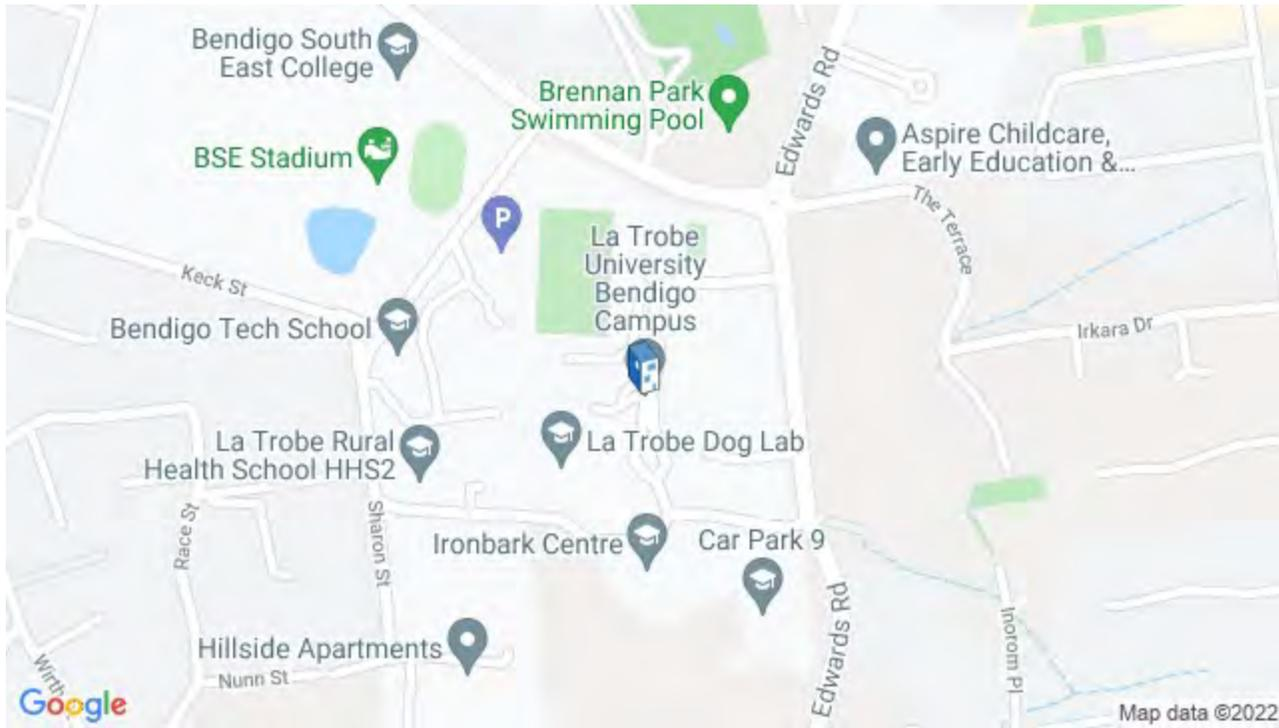 Bendigo South
East College
Edwards Rd
Brennan Park
Swimming Pool
Aspire Childcare,
Early Education &...
BSE Stadium
P
The Terrace
La Trobe
University
Bendigo
Campus
Keck St
Bendigo Tech School
Irkara Dr
La Trobe Rural
Health School HHS2
La Trobe Dog Lab
Race St
Sharon St
Ironbark Centre
Car Park 9
Edwards Rd
Inorom Pl
Hillside Apartments
Nunn St
Wirth
Google
Map data ©2022